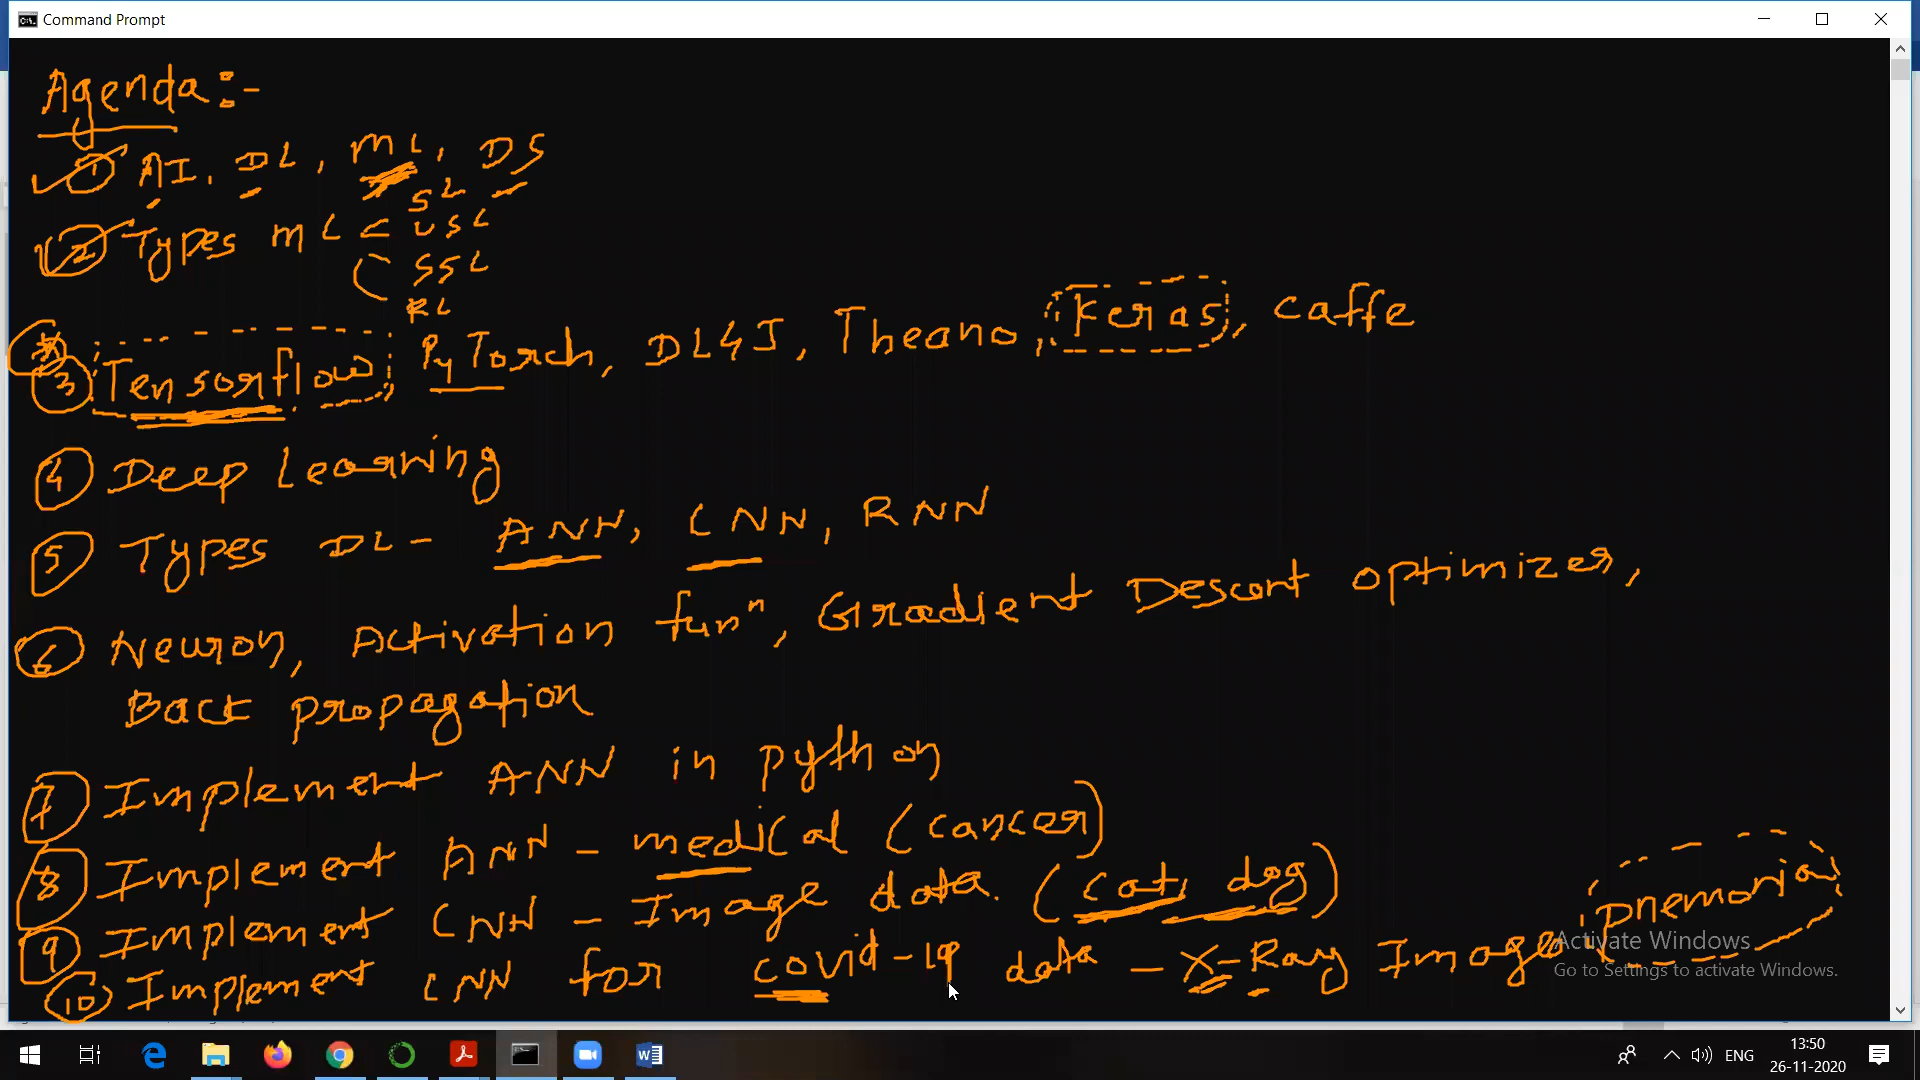 Command Prompt
Agenda:-
1 AI, DL, ML, DS
SL
2 Types ML USL
SSL
RL
3 Tensorflow, PyTorch, DL4J, Theano, Keras, caffe
4 Deep Learning
5 Types DL - ANN, CNN, RNN
6 Neuron, Activation funⁿ, Gradient Descent optimizer,
Back propagation
7 Implement ANN in python
8 Implement ANN - medical (cancer)
9 Implement CNN - Image data. (cat, dog)
10 Implement CNN for covid-19 data - X-Ray Image pnemonia
Activate Windows
Go to Settings to activate Windows.
ENG
13:50
26-11-2020